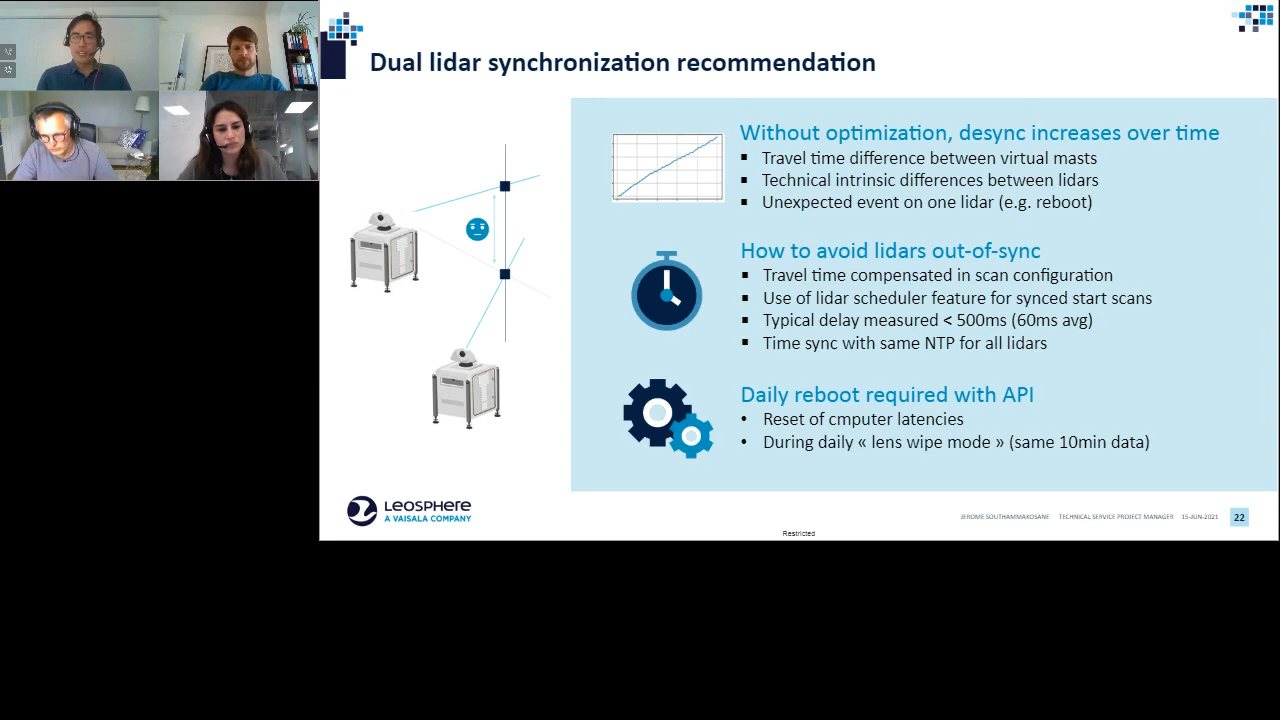 Dual lidar synchronization recommendation
Without optimization, desync increases over time
▪ Travel time difference between virtual masts
▪ Technical intrinsic differences between lidars
▪ Unexpected event on one lidar (e.g. reboot)
How to avoid lidars out-of-sync
▪ Travel time compensated in scan configuration
▪ Use of lidar scheduler feature for synced start scans
▪ Typical delay measured < 500ms (60ms avg)
▪ Time sync with same NTP for all lidars
Daily reboot required with API
• Reset of cmputer latencies
• During daily « lens wipe mode » (same 10min data)
LEOSPHERE
A VAISALA COMPANY
JEROME SOUTHAMMAKOSANE TECHNICAL SERVICE PROJECT MANAGER 15-JUN-2021 22
Restricted